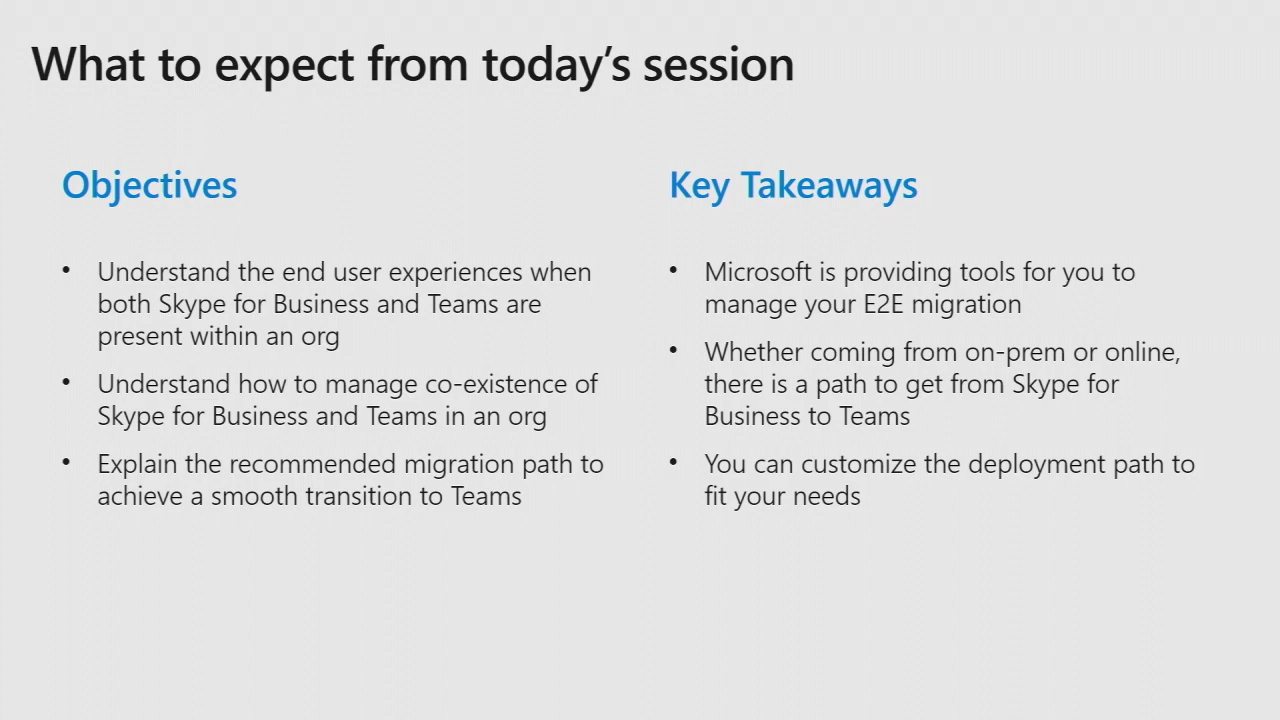 What to expect from today’s session
Objectives
• Understand the end user experiences when
both Skype for Business and Teams are
present within an org
• Understand how to manage co-existence of
Skype for Business and Teams in an org
• Explain the recommended migration path to
achieve a smooth transition to Teams
Key Takeaways
• Microsoft is providing tools for you to
manage your E2E migration
• Whether coming from on-prem or online,
there is a path to get from Skype for
Business to Teams
• You can customize the deployment path to
fit your needs